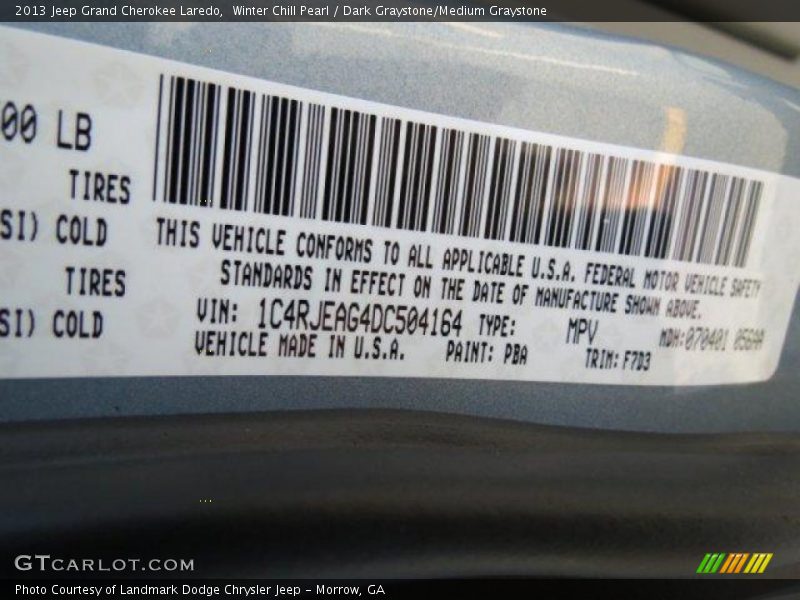 2013 Jeep Grand Cherokee Laredo, Winter Chill Pearl / Dark Graystone/Medium Graystone
00 LB
TIRES
SI) COLD
TIRES
SI) COLD
THIS VEHICLE CONFORMS TO ALL APPLICABLE U.S.A. FEDERAL MOTOR VEHICLE SAFETY
STANDARDS IN EFFECT ON THE DATE OF MANUFACTURE SHOWN ABOVE.
VIN: 1C4RJEAG4DC504164 TYPE: MPV MDH:070401 056AA
VEHICLE MADE IN U.S.A. PAINT: PBA TRIM: F7D3
GTCARLOT.COM
Photo Courtesy of Landmark Dodge Chrysler Jeep – Morrow, GA